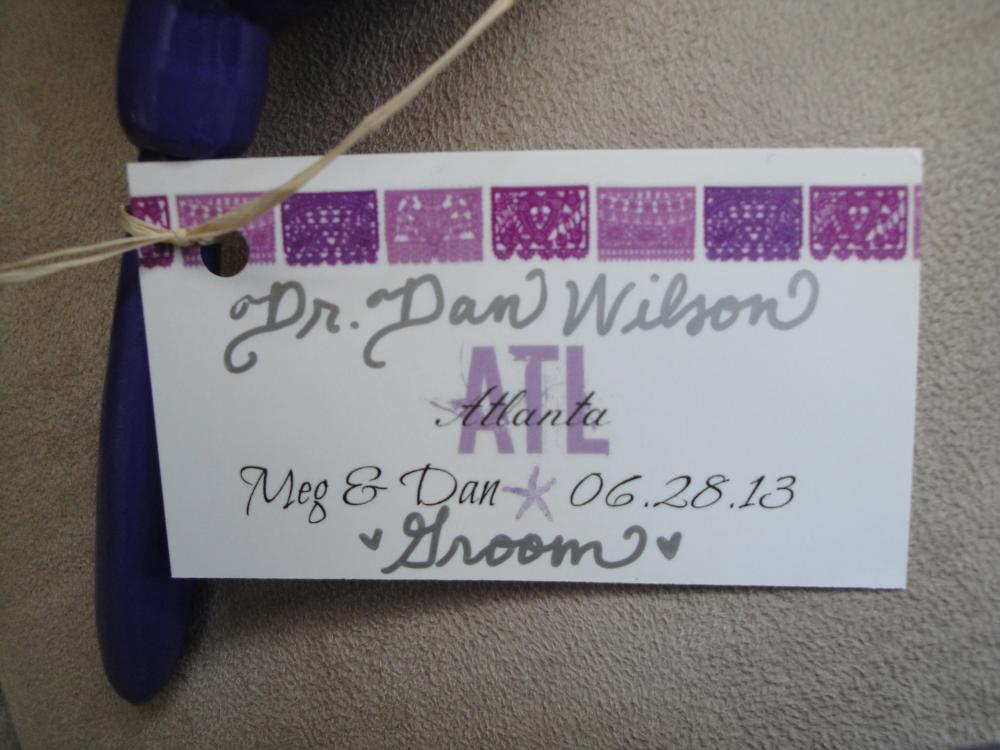 Dr. Dan Wilson
ATL
Atlanta
Meg & Dan 06.28.13
Groom